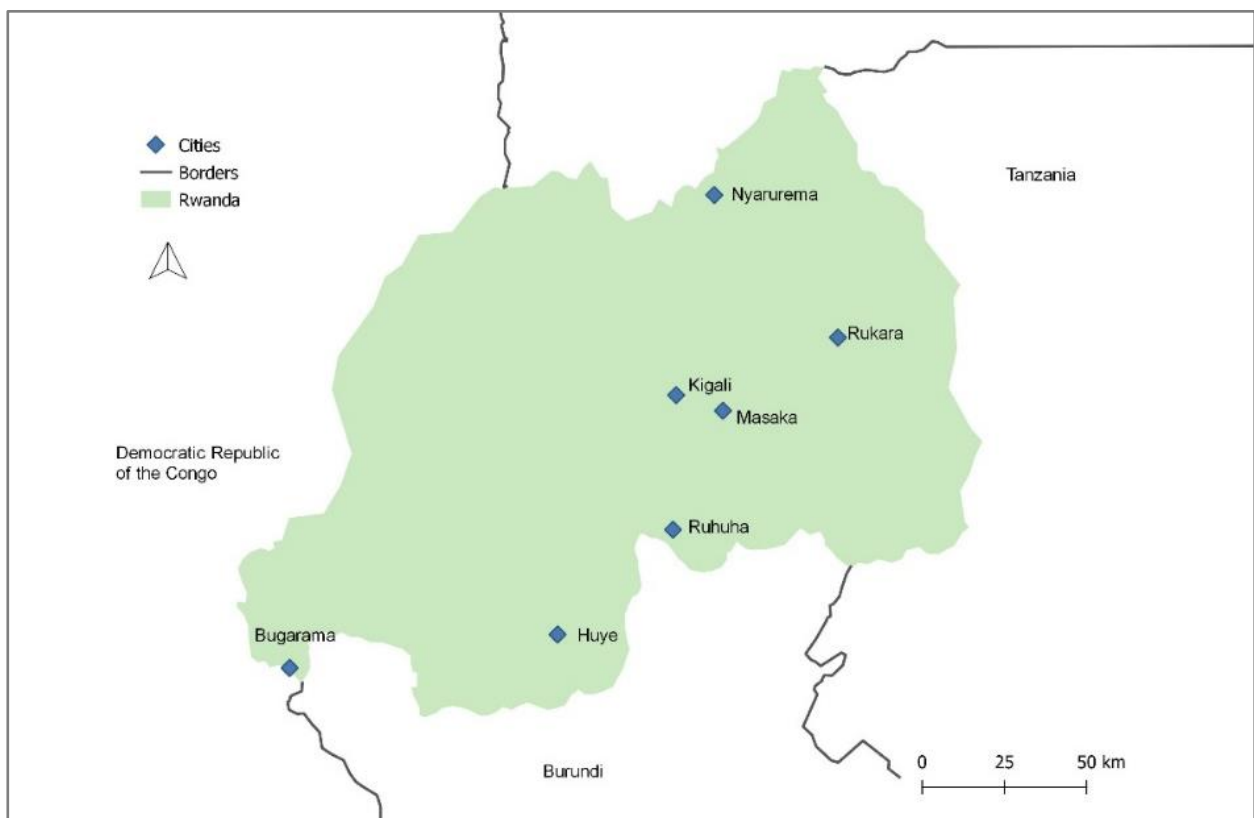 Cities
Borders
Rwanda
Tanzania
Nyarurema
Rukara
Kigali
Masaka
Democratic Republic
of the Congo
Ruhuha
Bugarama
Huye
Burundi
0 25 50 km